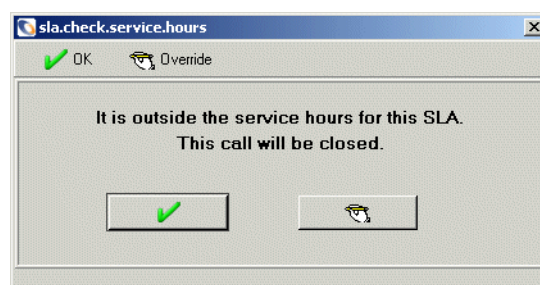 sla.check.service.hours
OK Override
It is outside the service hours for this SLA.
This call will be closed.